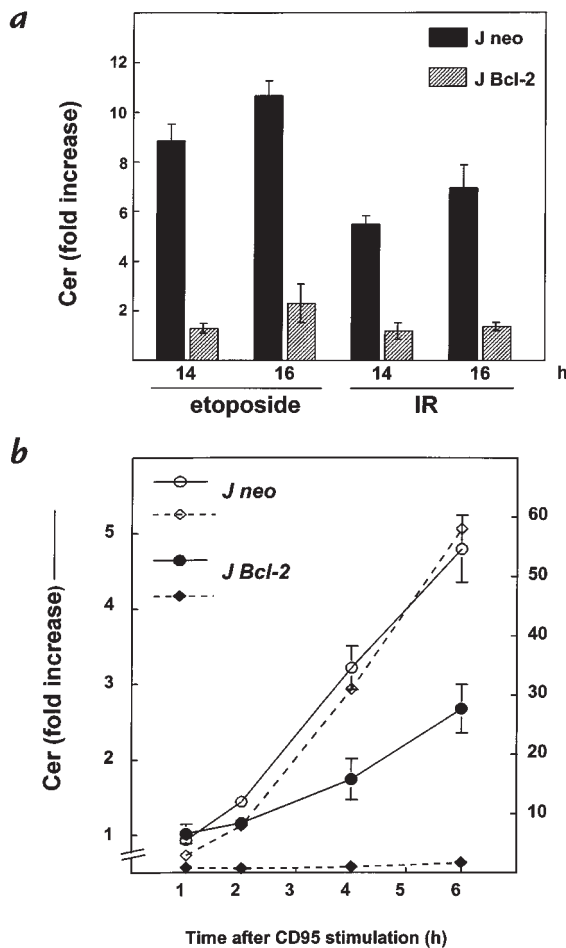 a
J neo
J Bcl-2
Cer (fold increase)
12
10
8
6
4
2
14 16 14 16 h
etoposide IR
b
J neo
J Bcl-2
Cer (fold increase)
5
4
3
2
1
60
50
40
30
20
10
1 2 3 4 5 6
Time after CD95 stimulation (h)